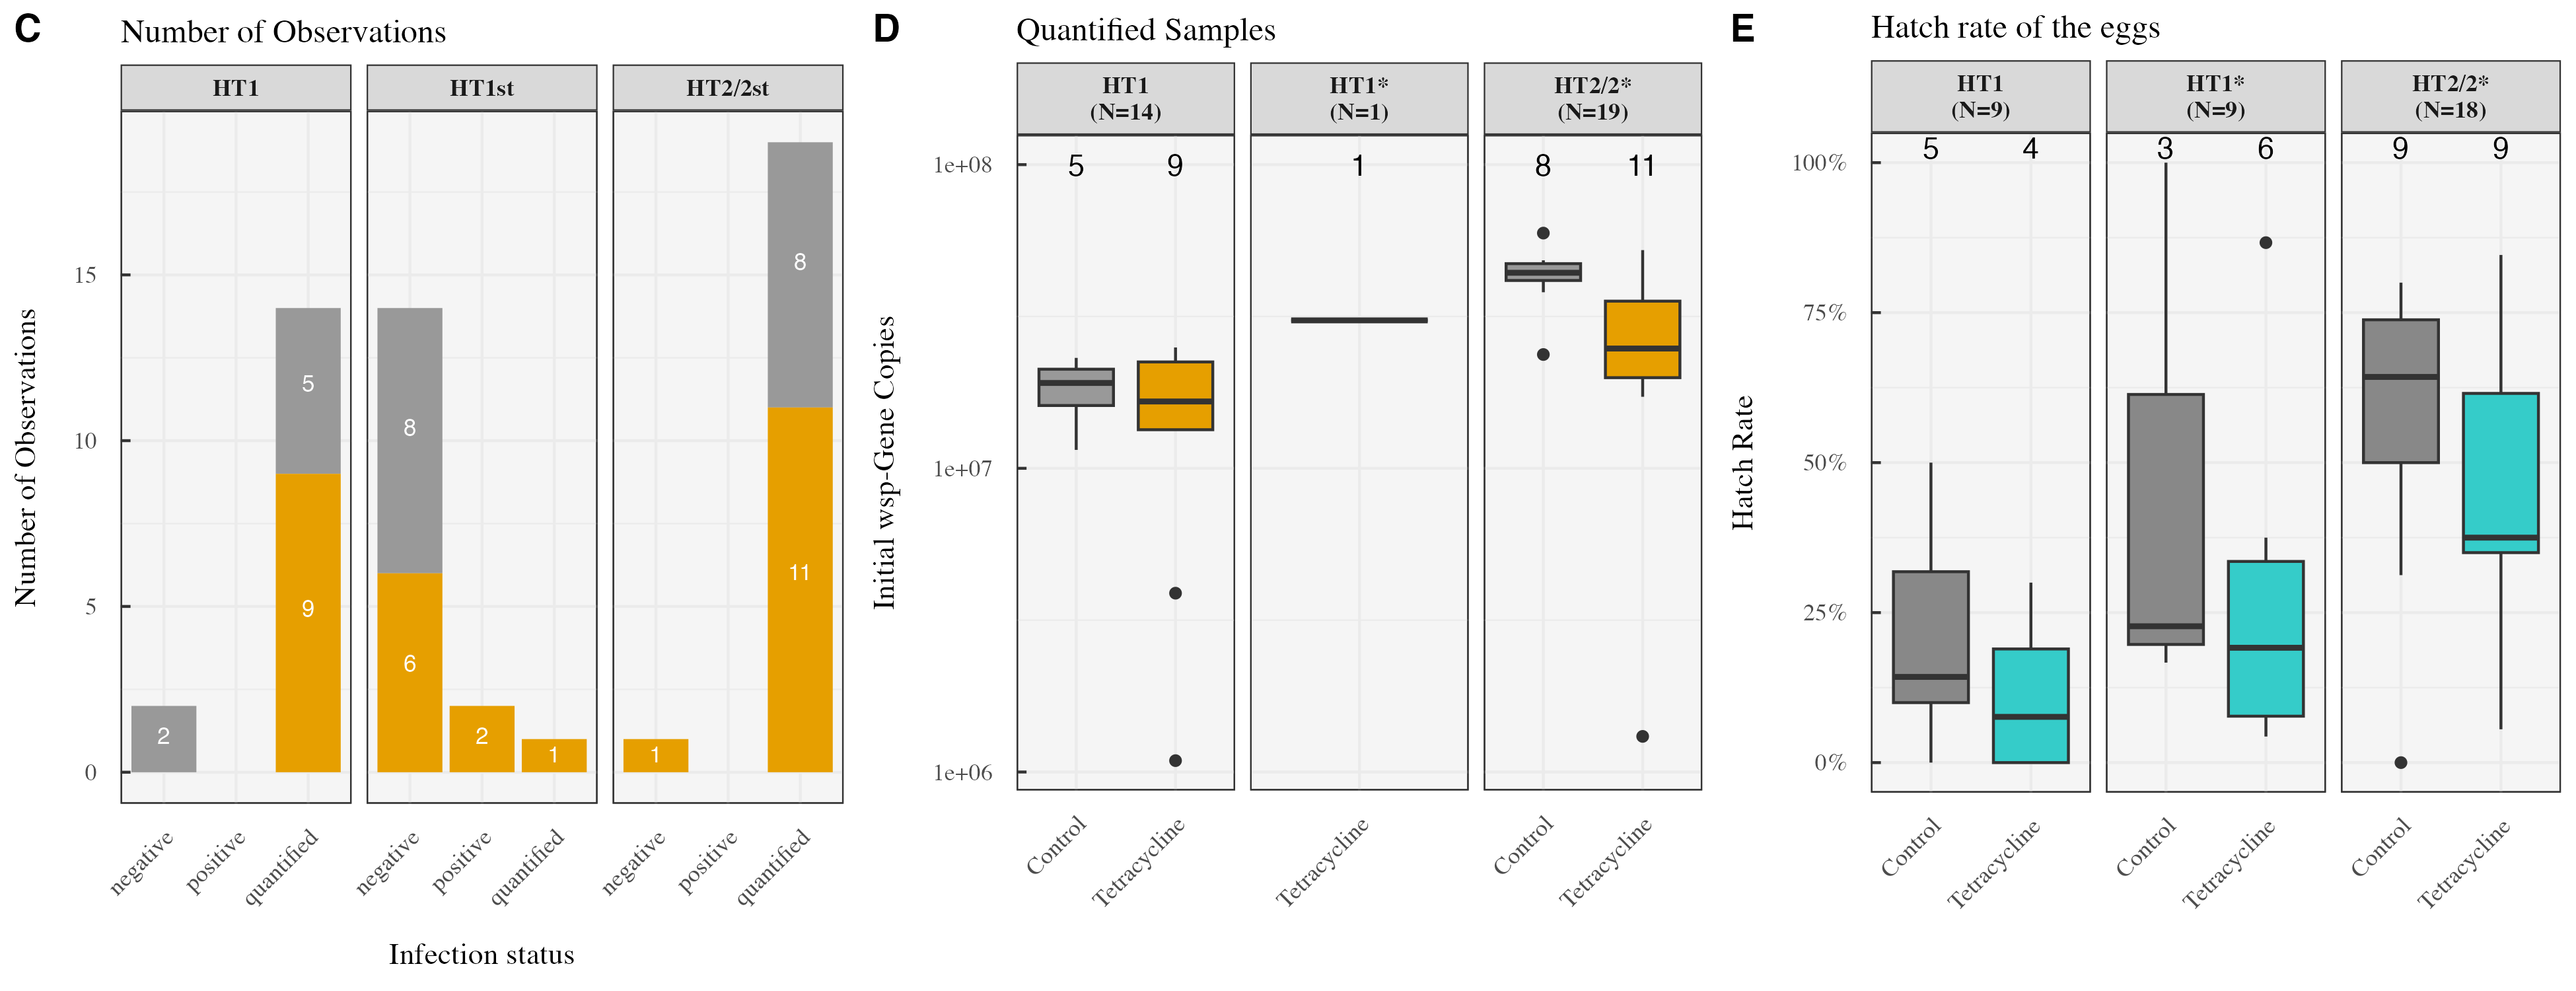 C
Number of Observations
HT1
HT1st
HT2/2st
Number of Observations
15
10
5
0
2
5
9
8
6
2
1
1
8
11
negative
positive
quantified
negative
positive
quantified
negative
positive
quantified
Infection status
D
Quantified Samples
HT1
(N=14)
HT1*
(N=1)
HT2/2*
(N=19)
Initial wsp-Gene Copies
1e+08
1e+07
1e+06
5
9
1
8
11
Control
Tetracycline
Tetracycline
Control
Tetracycline
E
Hatch rate of the eggs
HT1
(N=9)
HT1*
(N=9)
HT2/2*
(N=18)
Hatch Rate
100%
75%
50%
25%
0%
5
4
3
6
9
9
Control
Tetracycline
Control
Tetracycline
Control
Tetracycline